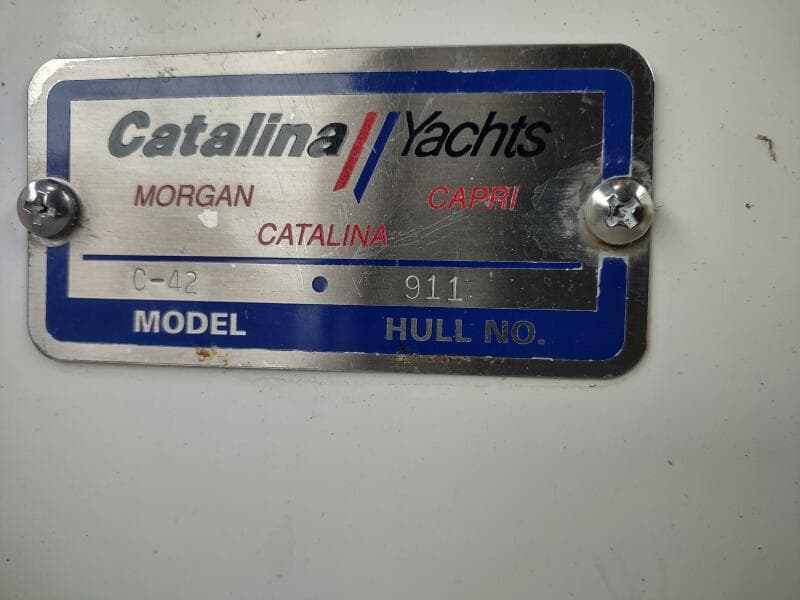 Catalina Yachts
MORGAN CAPRI
CATALINA
C-42 • 911
MODEL HULL NO.